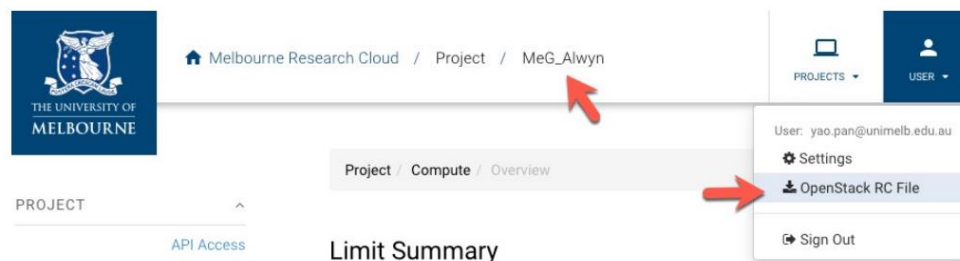 THE UNIVERSITY OF
MELBOURNE
Melbourne Research Cloud / Project / MeG_Alwyn
PROJECTS
USER
User: yao.pan@unimelb.edu.au
Settings
OpenStack RC File
Sign Out
Project / Compute / Overview
PROJECT
API Access
Limit Summary